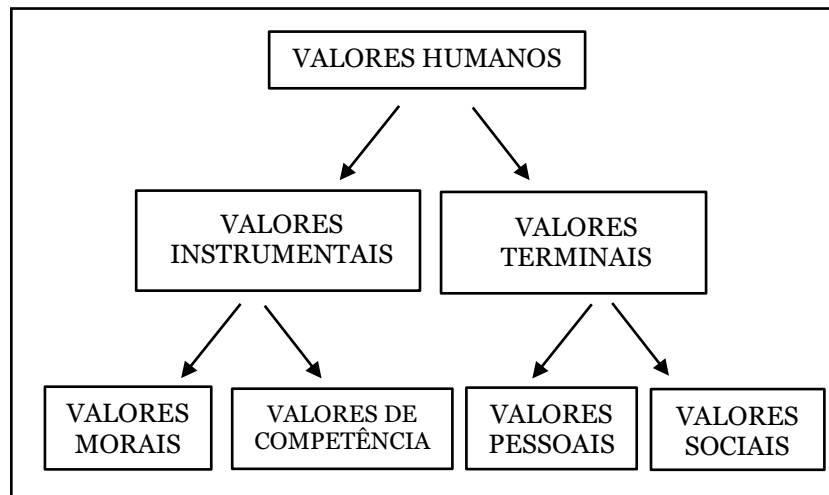 VALORES HUMANOS
VALORES
INSTRUMENTAIS
VALORES
TERMINAIS
VALORES
MORAIS
VALORES DE
COMPETÊNCIA
VALORES
PESSOAIS
VALORES
SOCIAIS